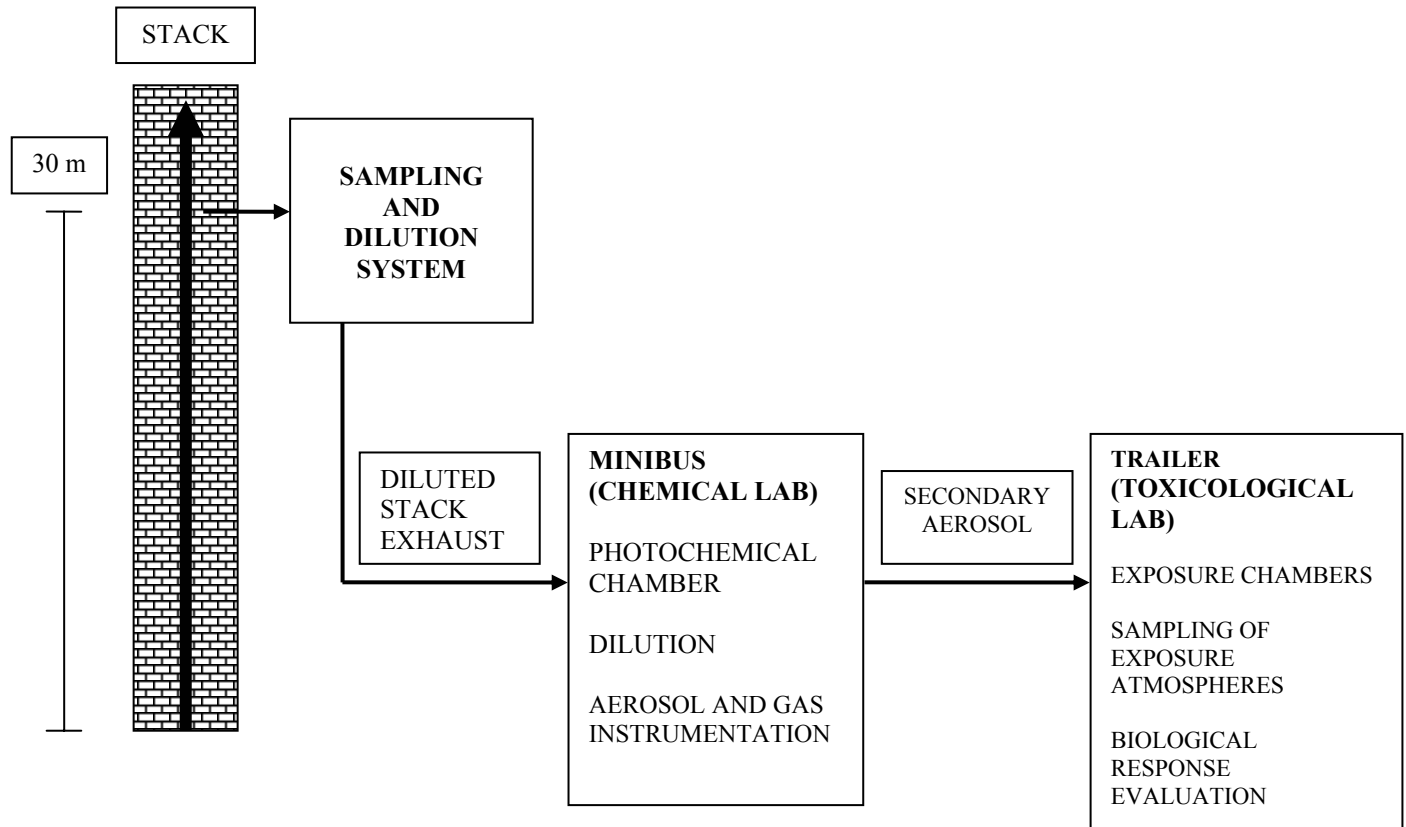 STACK
30 m
SAMPLING
AND
DILUTION
SYSTEM
DILUTED
STACK
EXHAUST
MINIBUS
(CHEMICAL LAB)
PHOTOCHEMICAL
CHAMBER
DILUTION
AEROSOL AND GAS
INSTRUMENTATION
SECONDARY
AEROSOL
TRAILER
(TOXICOLOGICAL
LAB)
EXPOSURE CHAMBERS
SAMPLING OF
EXPOSURE
ATMOSPHERES
BIOLOGICAL
RESPONSE
EVALUATION